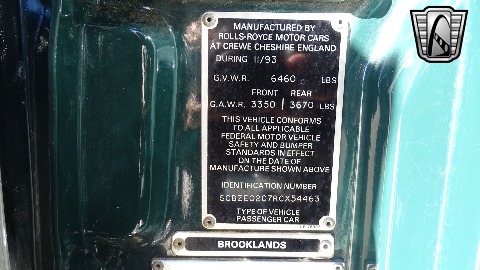 MANUFACTURED BY
ROLLS-ROYCE MOTOR CARS
AT CREWE CHESHIRE ENGLAND
DURING 11/93
G.V.W.R. 6460 LBS
FRONT REAR
G.A.W.R. 3350 / 3670 LBS
THIS VEHICLE CONFORMS
TO ALL APPLICABLE
FEDERAL MOTOR VEHICLE
SAFETY AND BUMPER
STANDARDS IN EFFECT
ON THE DATE OF
MANUFACTURE SHOWN ABOVE
IDENTIFICATION NUMBER
SCBZE02C7RCX54463
TYPE OF VEHICLE
PASSENGER CAR
BROOKLANDS